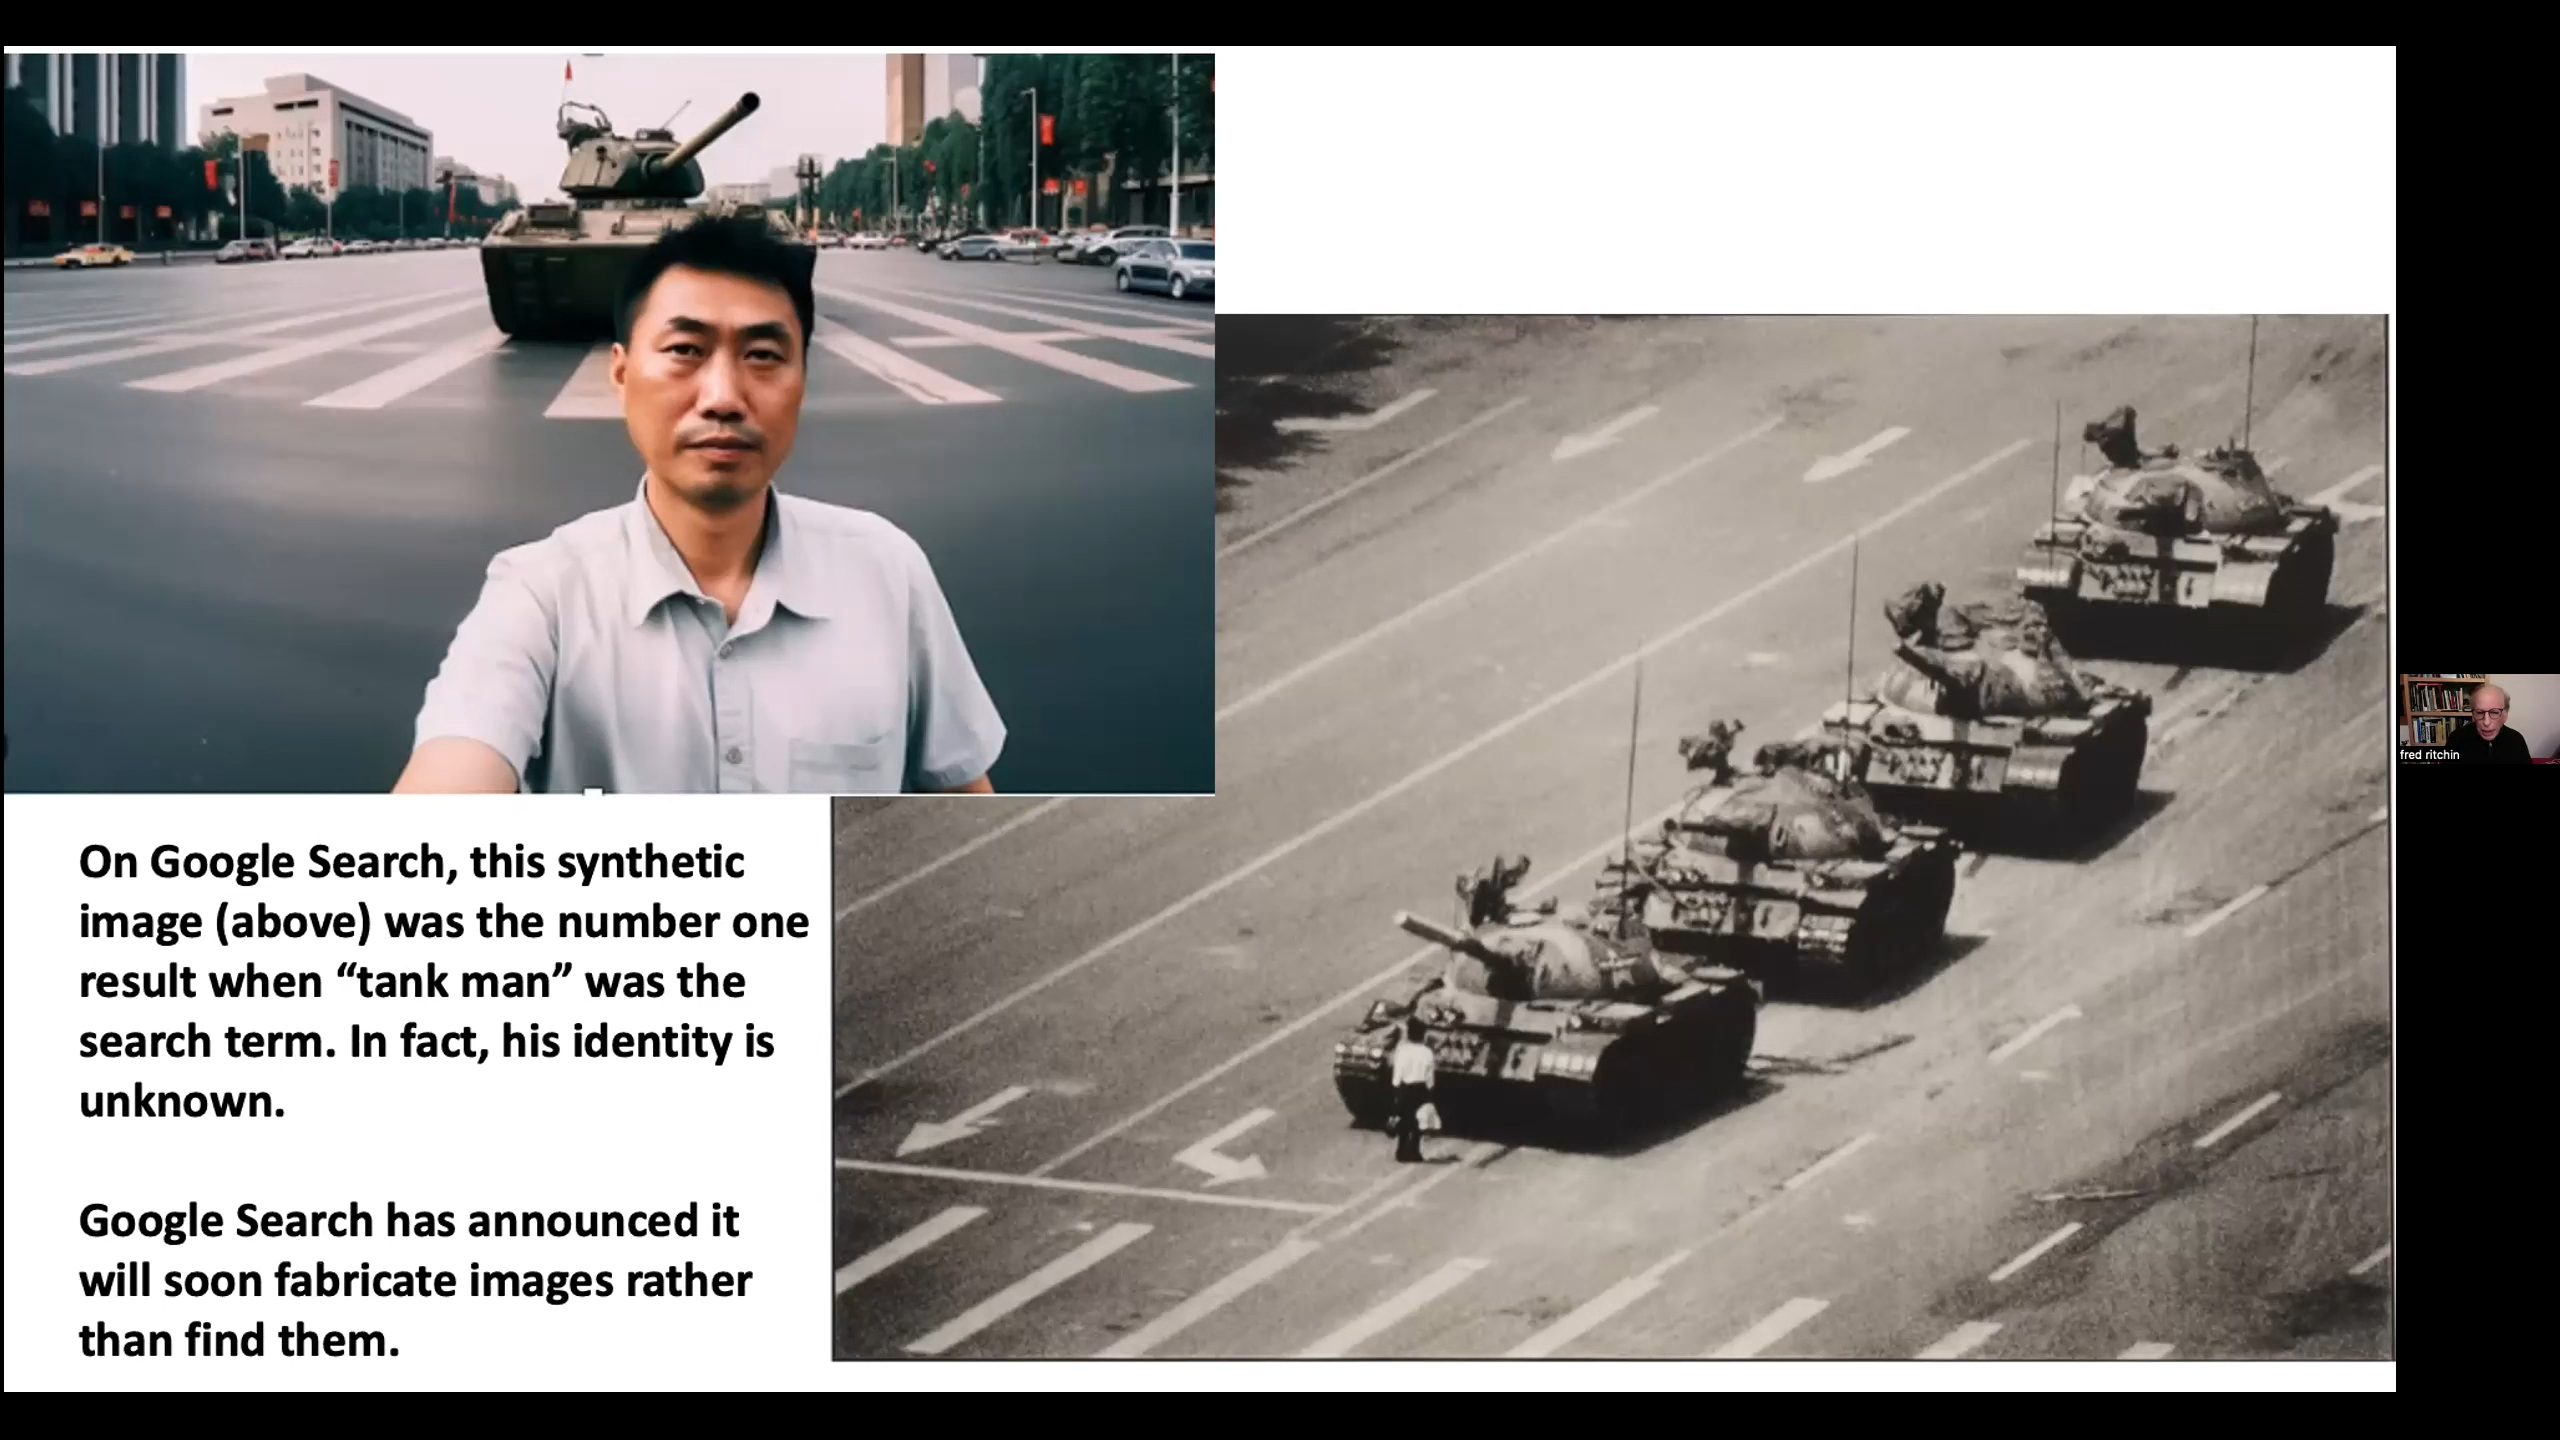 On Google Search, this synthetic
image (above) was the number one
result when “tank man” was the
search term. In fact, his identity is
unknown.
Google Search has announced it
will soon fabricate images rather
than find them.
fred ritchin